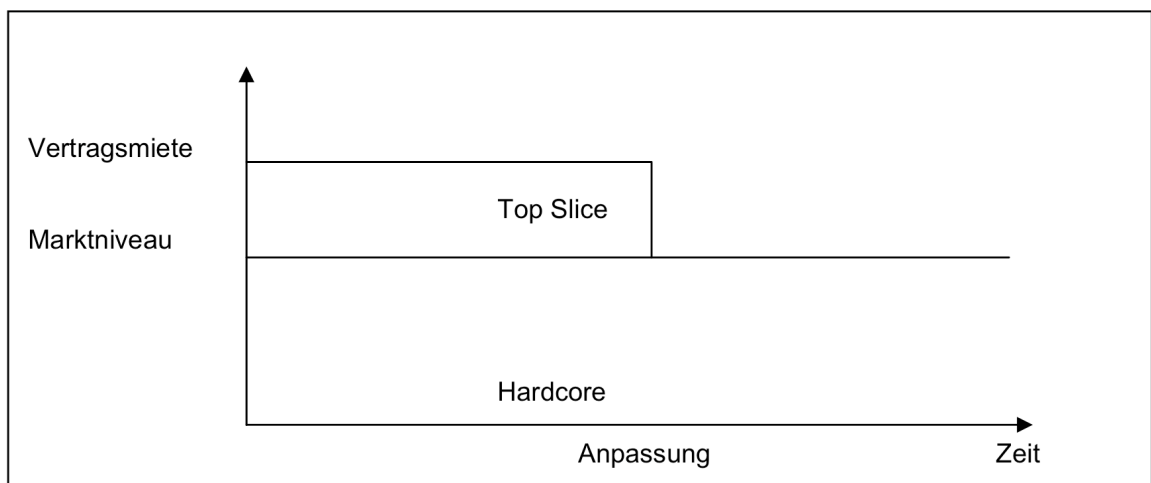 Vertragsmiete
Top Slice
Marktniveau
Hardcore
Anpassung Zeit